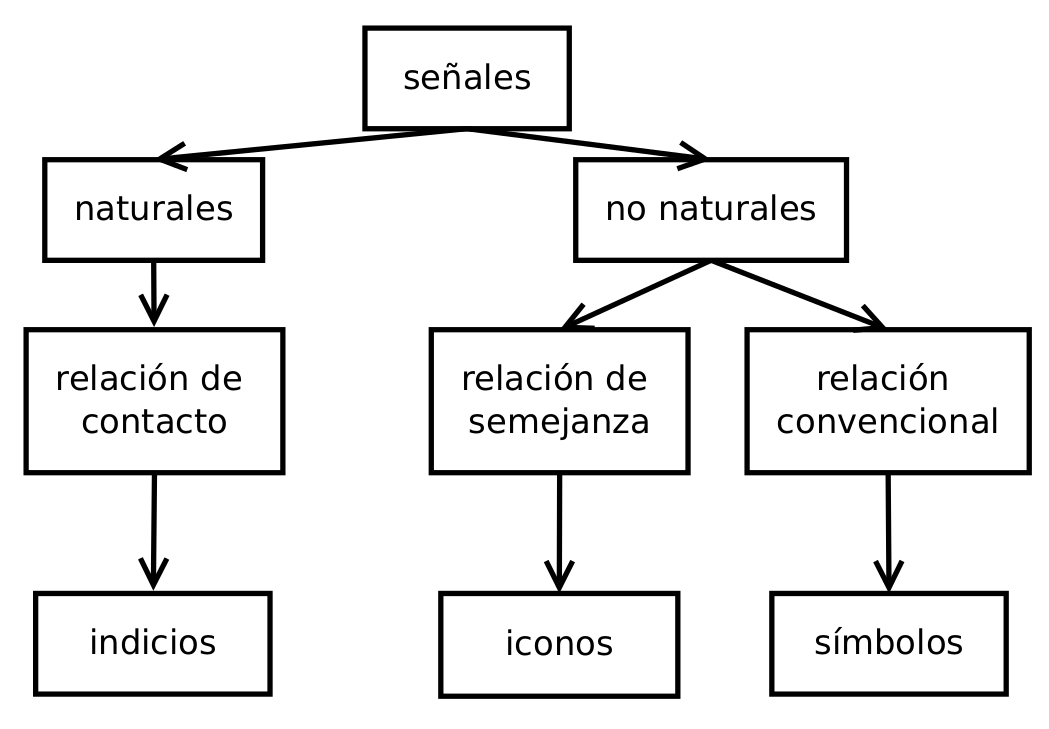 señales
naturales
no naturales
relación de
contacto
relación de
semejanza
relación
convencional
indicios
iconos
símbolos